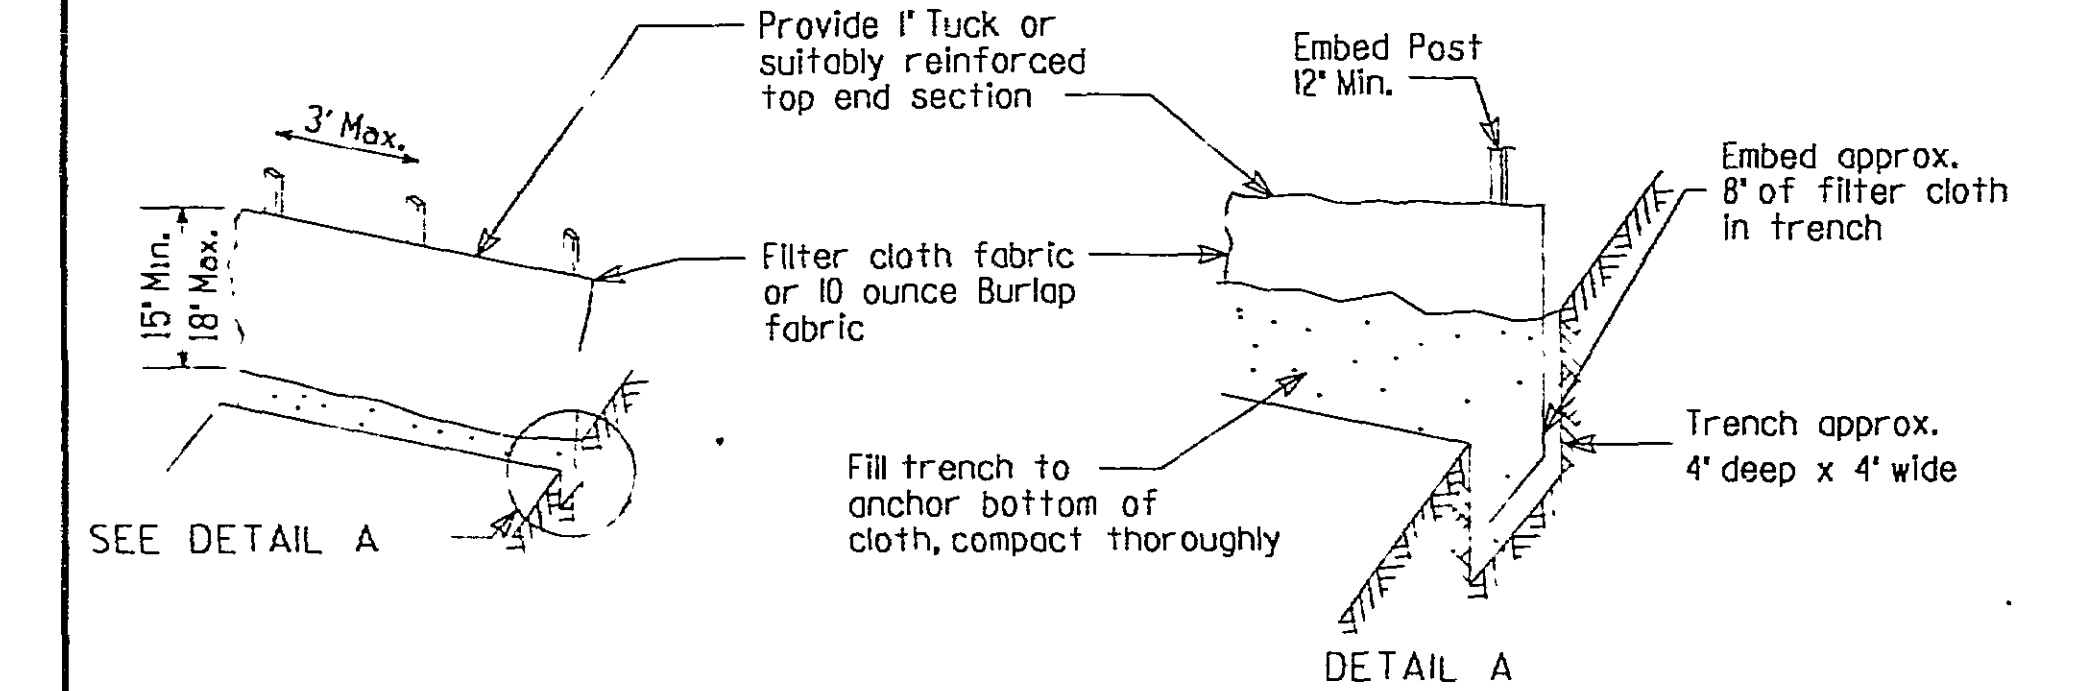 Provide 1" Tuck or
suitably reinforced
top end section
Embed Post
12" Min.
3' Max.
Embed approx.
8" of filter cloth
in trench
15" Min.
18" Max.
Filter cloth fabric
or 10 ounce Burlap
fabric
Trench approx.
4" deep x 4" wide
Fill trench to
anchor bottom of
cloth, compact thoroughly
SEE DETAIL A
DETAIL A